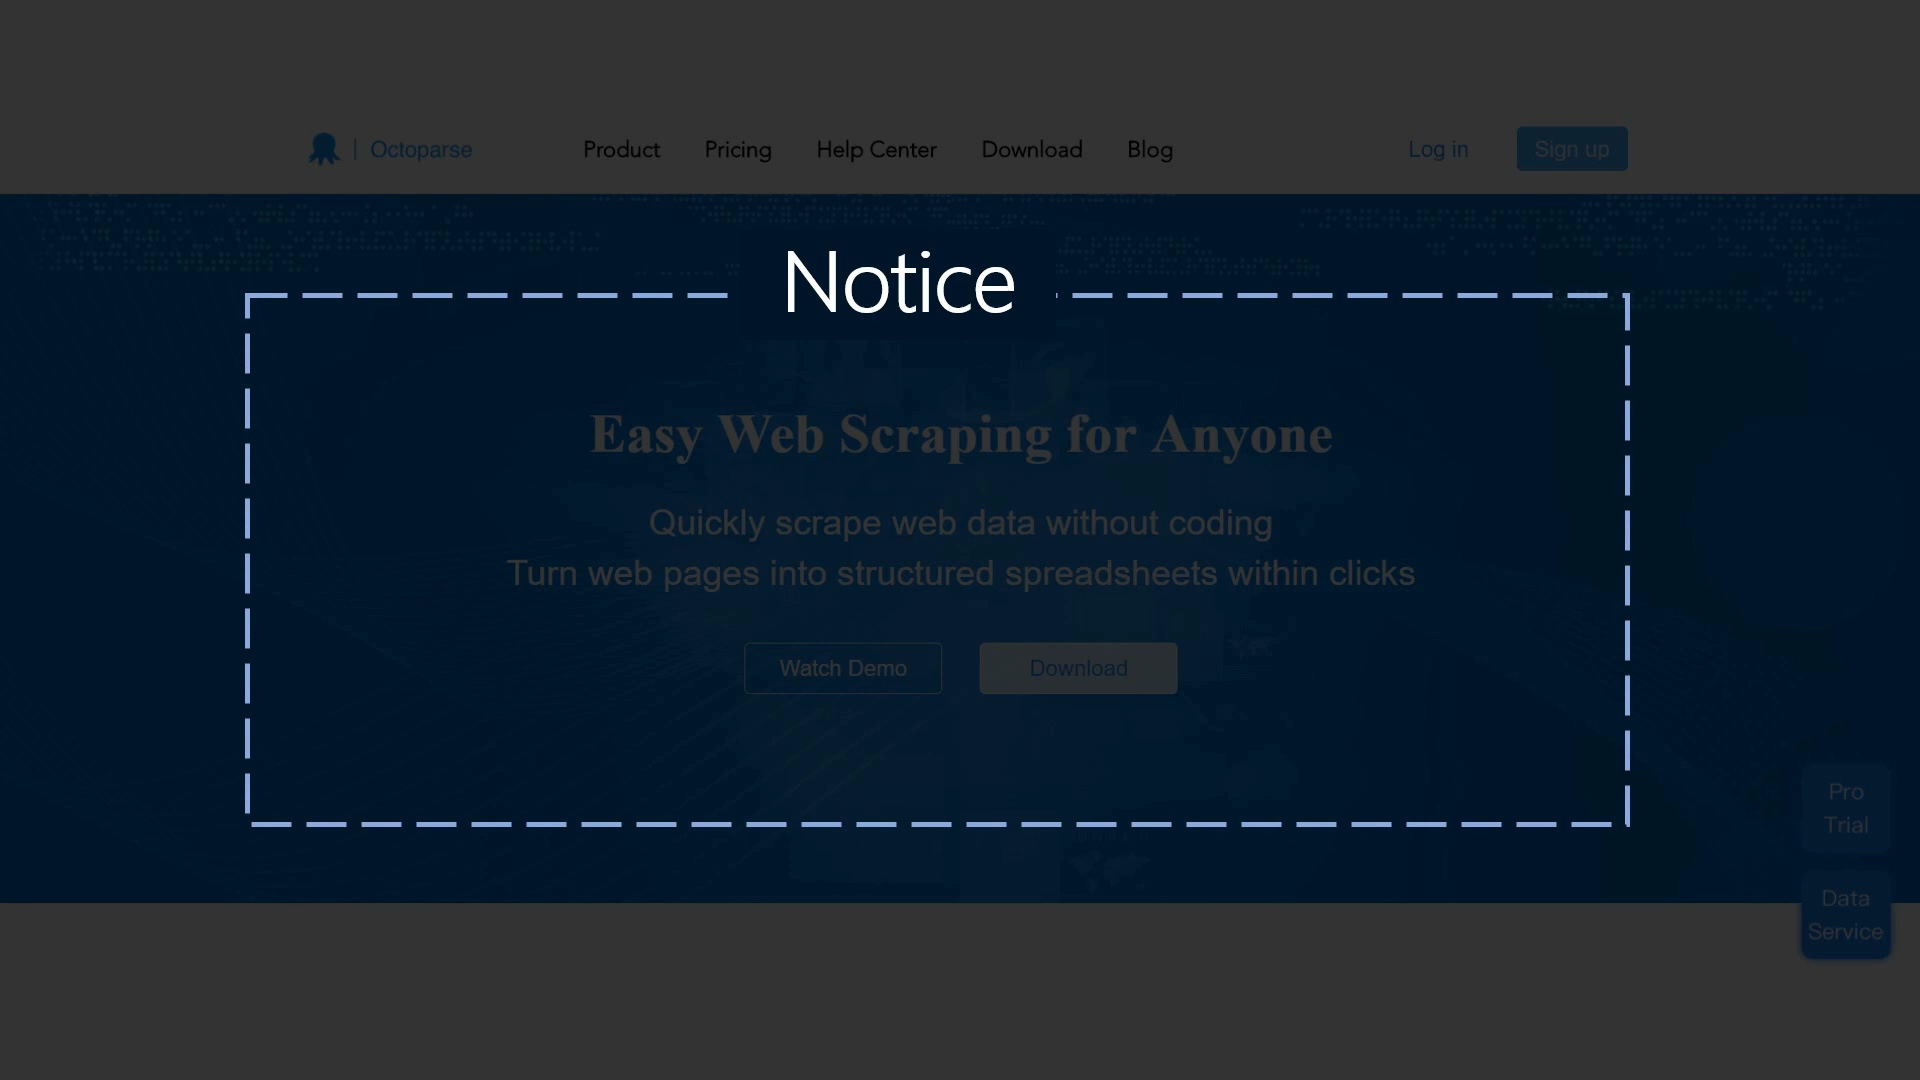 Octoparse
Product Pricing Help Center Download Blog
Log in Sign up
Notice
Easy Web Scraping for Anyone
Quickly scrape web data without coding
Turn web pages into structured spreadsheets within clicks
Watch Demo Download
Pro
Trial
Data
Service